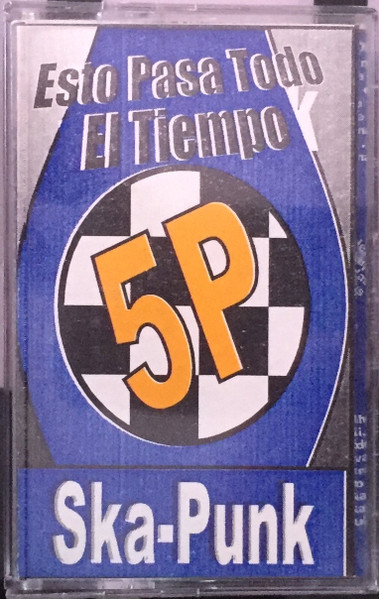 Esto Pasa Todo
El Tiempo
5P
Ska-Punk